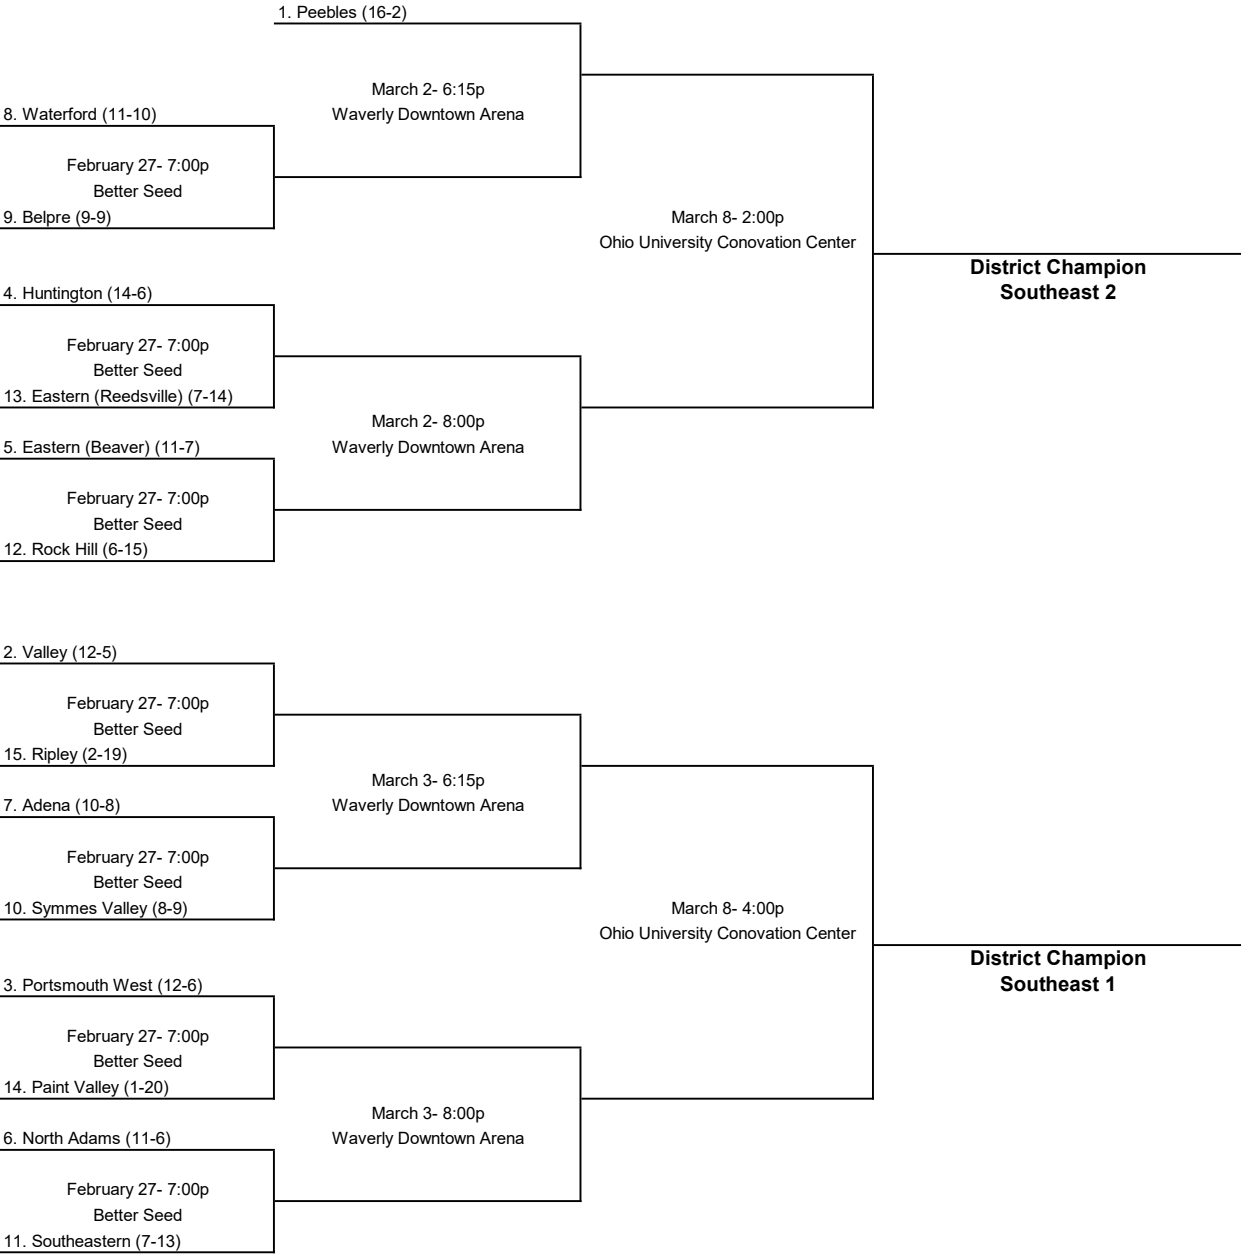 1. Peebles (16-2)
March 2- 6:15p
Waverly Downtown Arena
8. Waterford (11-10)
February 27- 7:00p
Better Seed
9. Belpre (9-9)
March 8- 2:00p
Ohio University Conovation Center
District Champion
Southeast 2
4. Huntington (14-6)
February 27- 7:00p
Better Seed
13. Eastern (Reedsville) (7-14)
March 2- 8:00p
Waverly Downtown Arena
5. Eastern (Beaver) (11-7)
February 27- 7:00p
Better Seed
12. Rock Hill (6-15)
2. Valley (12-5)
February 27- 7:00p
Better Seed
15. Ripley (2-19)
March 3- 6:15p
Waverly Downtown Arena
7. Adena (10-8)
February 27- 7:00p
Better Seed
10. Symmes Valley (8-9)
March 8- 4:00p
Ohio University Conovation Center
District Champion
Southeast 1
3. Portsmouth West (12-6)
February 27- 7:00p
Better Seed
14. Paint Valley (1-20)
March 3- 8:00p
Waverly Downtown Arena
6. North Adams (11-6)
February 27- 7:00p
Better Seed
11. Southeastern (7-13)